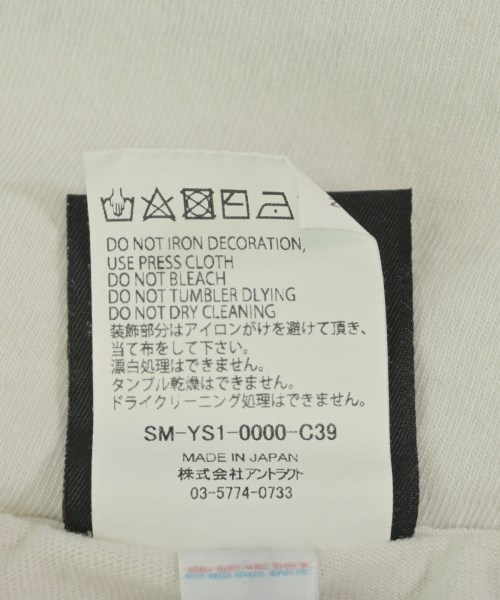 DO NOT IRON DECORATION,
USE PRESS CLOTH
DO NOT BLEACH
DO NOT TUMBLER DLYING
DO NOT DRY CLEANING
装飾部分はアイロンがけを避けて頂き、
当て布をして下さい。
漂白処理はできません。
タンブル乾燥はできません。
ドライクリーニング処理はできません。
SM-YS1-0000-C39
MADE IN JAPAN
株式会社アントラクト
03-5774-0733